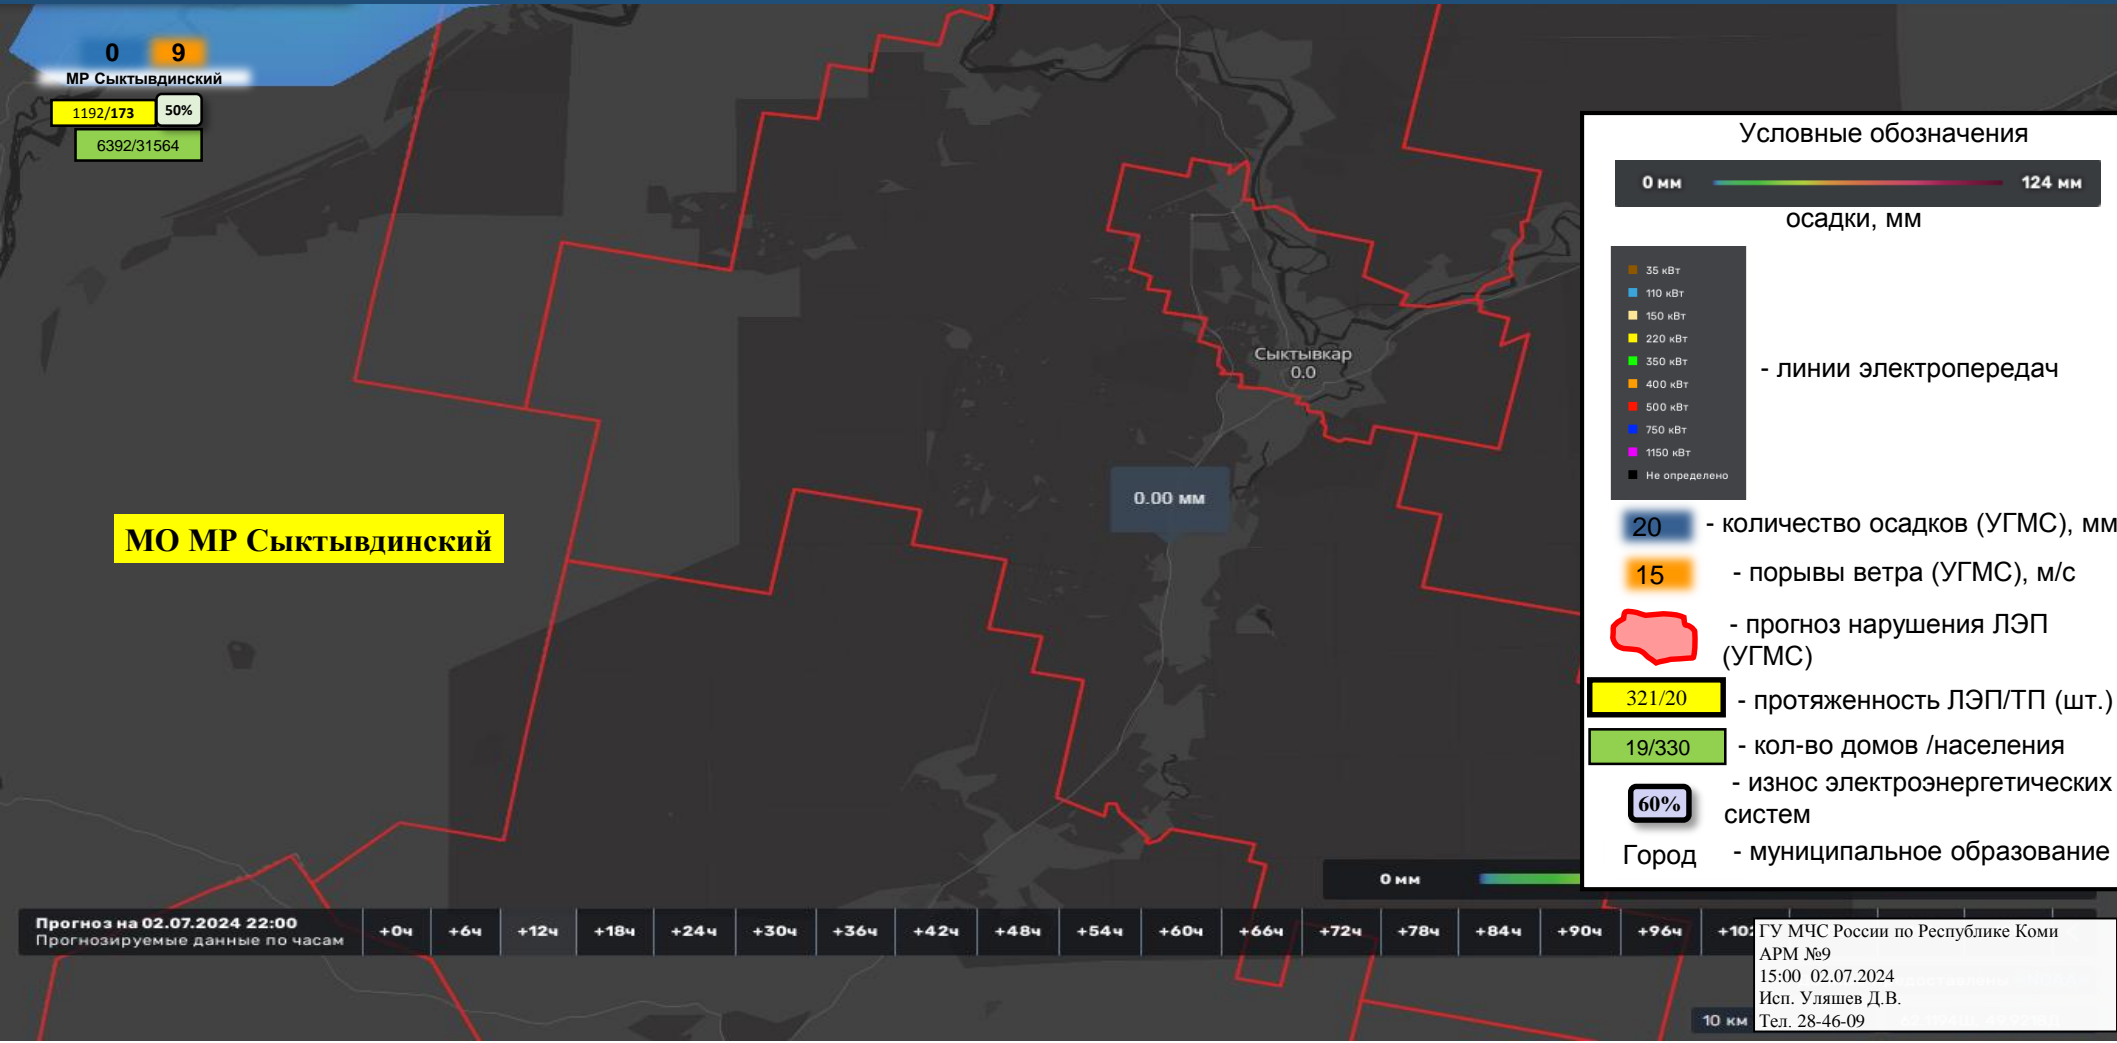 0 9
МР Сыктывдинский
1192/173 50%
6392/31564
МО МР Сыктывдинский
Сыктывкар
0.0
0.00 мм
Условные обозначения
0 мм 124 мм
осадки, мм
35 кВт
110 кВт
150 кВт
220 кВт
350 кВт
400 кВт
500 кВт
750 кВт
1150 кВт
Не определено
- линии электропередач
20 - количество осадков (УГМС), мм
15 - порывы ветра (УГМС), м/с
- прогноз нарушения ЛЭП
(УГМС)
321/20 - протяженность ЛЭП/ТП (шт.)
19/330 - кол-во домов /населения
60% - износ электроэнергетических
систем
Город - муниципальное образование
0 мм
Прогноз на 02.07.2024 22:00
Прогнозируемые данные по часам
+0ч +6ч +12ч +18ч +24ч +30ч +36ч +42ч +48ч +54ч +60ч +66ч +72ч +78ч +84ч +90ч +96ч
ГУ МЧС России по Республике Коми
АРМ №9
15:00 02.07.2024
Исп. Уляшев Д.В.
Тел. 28-46-09
10 км